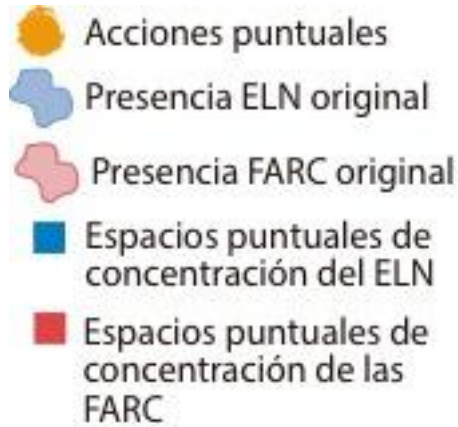 Acciones puntuales
Presencia ELN original
Presencia FARC original
Espacios puntuales de
concentración del ELN
Espacios puntuales de
concentración de las
FARC